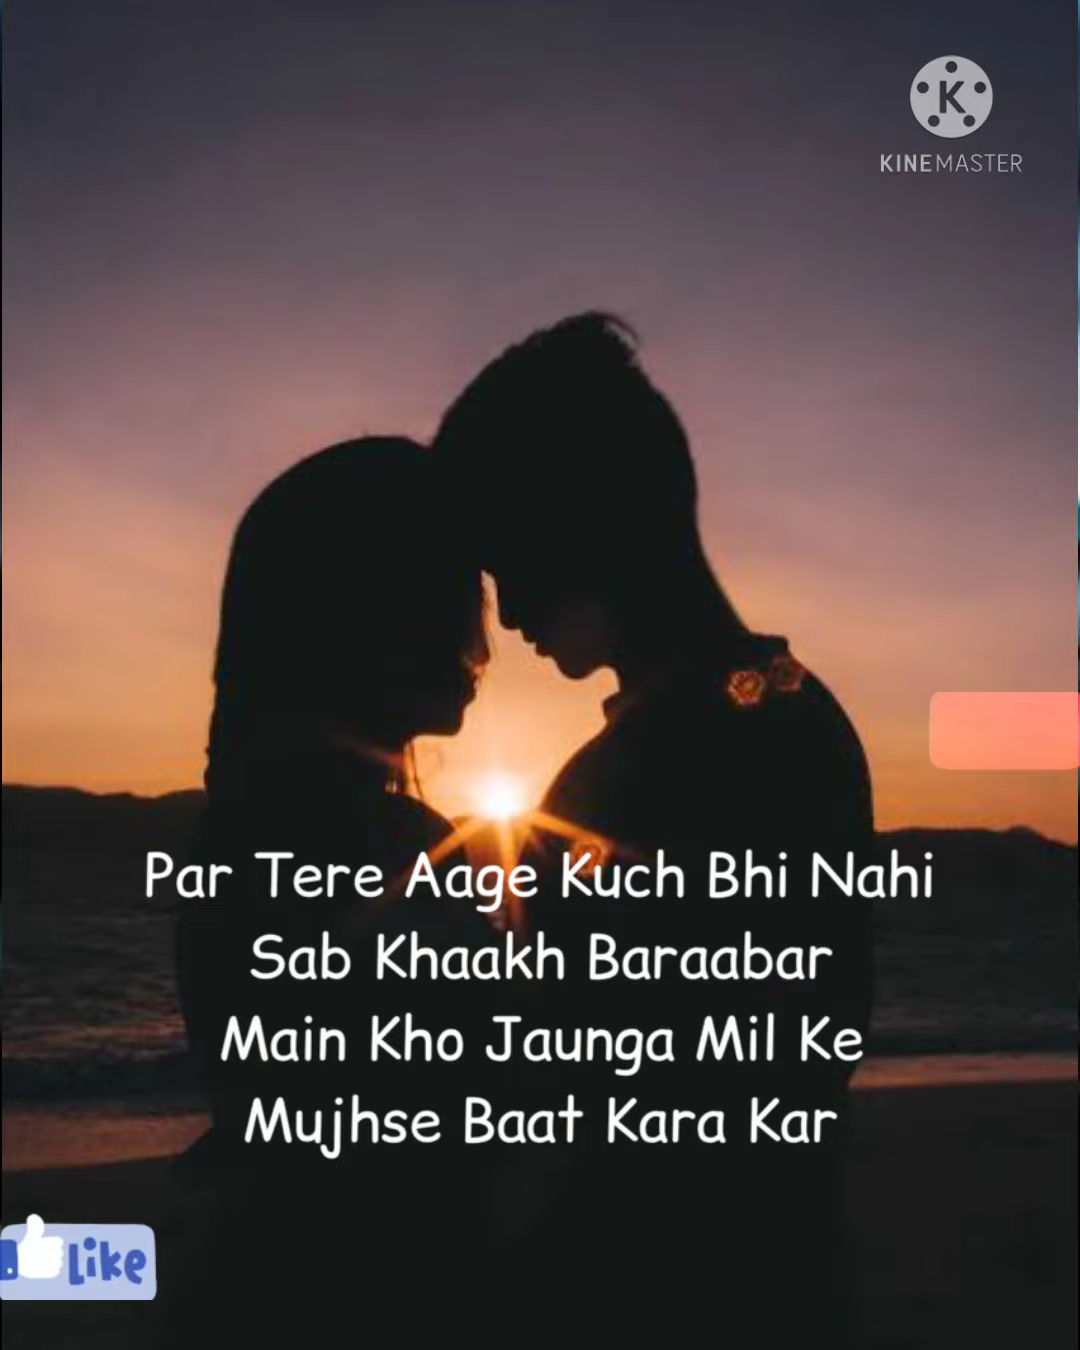 K
KINEMASTER
Par Tere Aage Kuch Bhi Nahi
Sab Khaakh Baraabar
Main Kho Jaunga Mil Ke
Mujhse Baat Kara Kar
Like